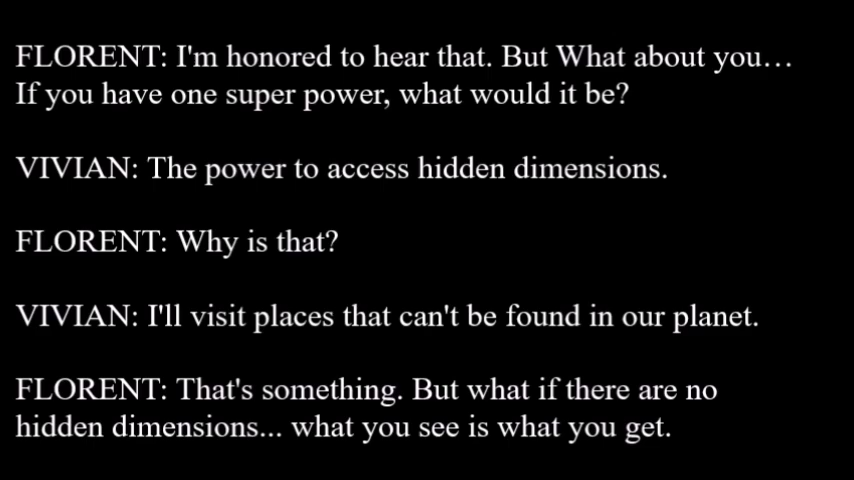 FLORENT: I'm honored to hear that. But What about you…
If you have one super power, what would it be?
VIVIAN: The power to access hidden dimensions.
FLORENT: Why is that?
VIVIAN: I'll visit places that can't be found in our planet.
FLORENT: That's something. But what if there are no
hidden dimensions... what you see is what you get.